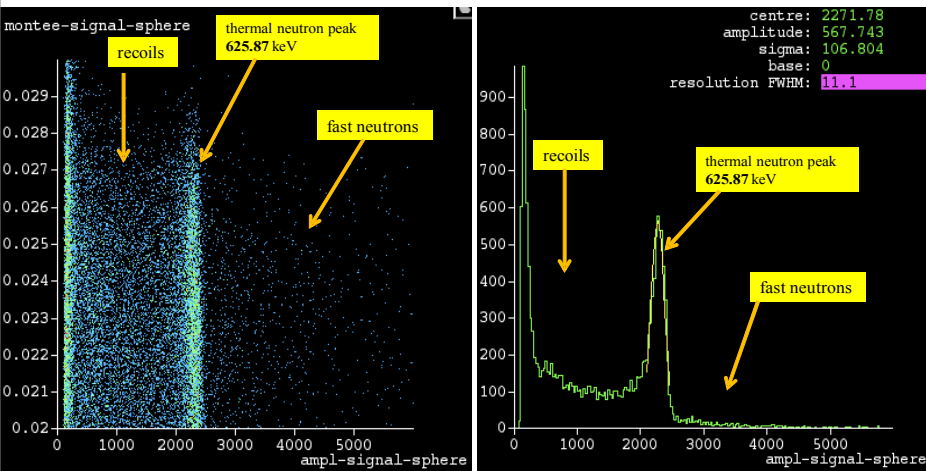 montee-signal-sphere
recoils
thermal neutron peak
625.87 keV
fast neutrons
0.029
0.028
0.027
0.026
0.025
0.024
0.023
0.022
0.021
0.02
0 1000 2000 3000 4000 5000
ampl-signal-sphere
centre: 2271.78
amplitude: 567.743
sigma: 106.804
base: 0
resolution FWHM: 11.1
recoils
thermal neutron peak
625.87 keV
fast neutrons
900
800
700
600
500
400
300
200
100
0
0 1000 2000 3000 4000 5000
ampl-signal-sphere